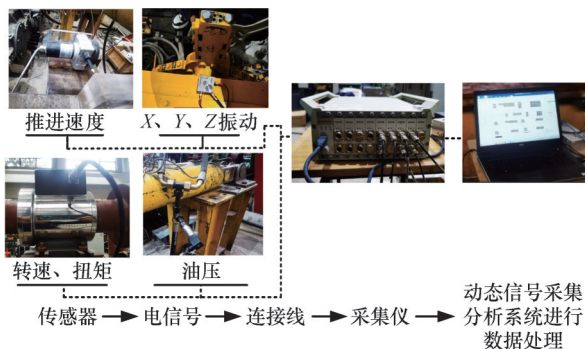 推进速度
X、Y、Z振动
转速、扭矩
油压
传感器→电信号→连接线→采集仪→动态信号采集
分析系统进行
数据处理